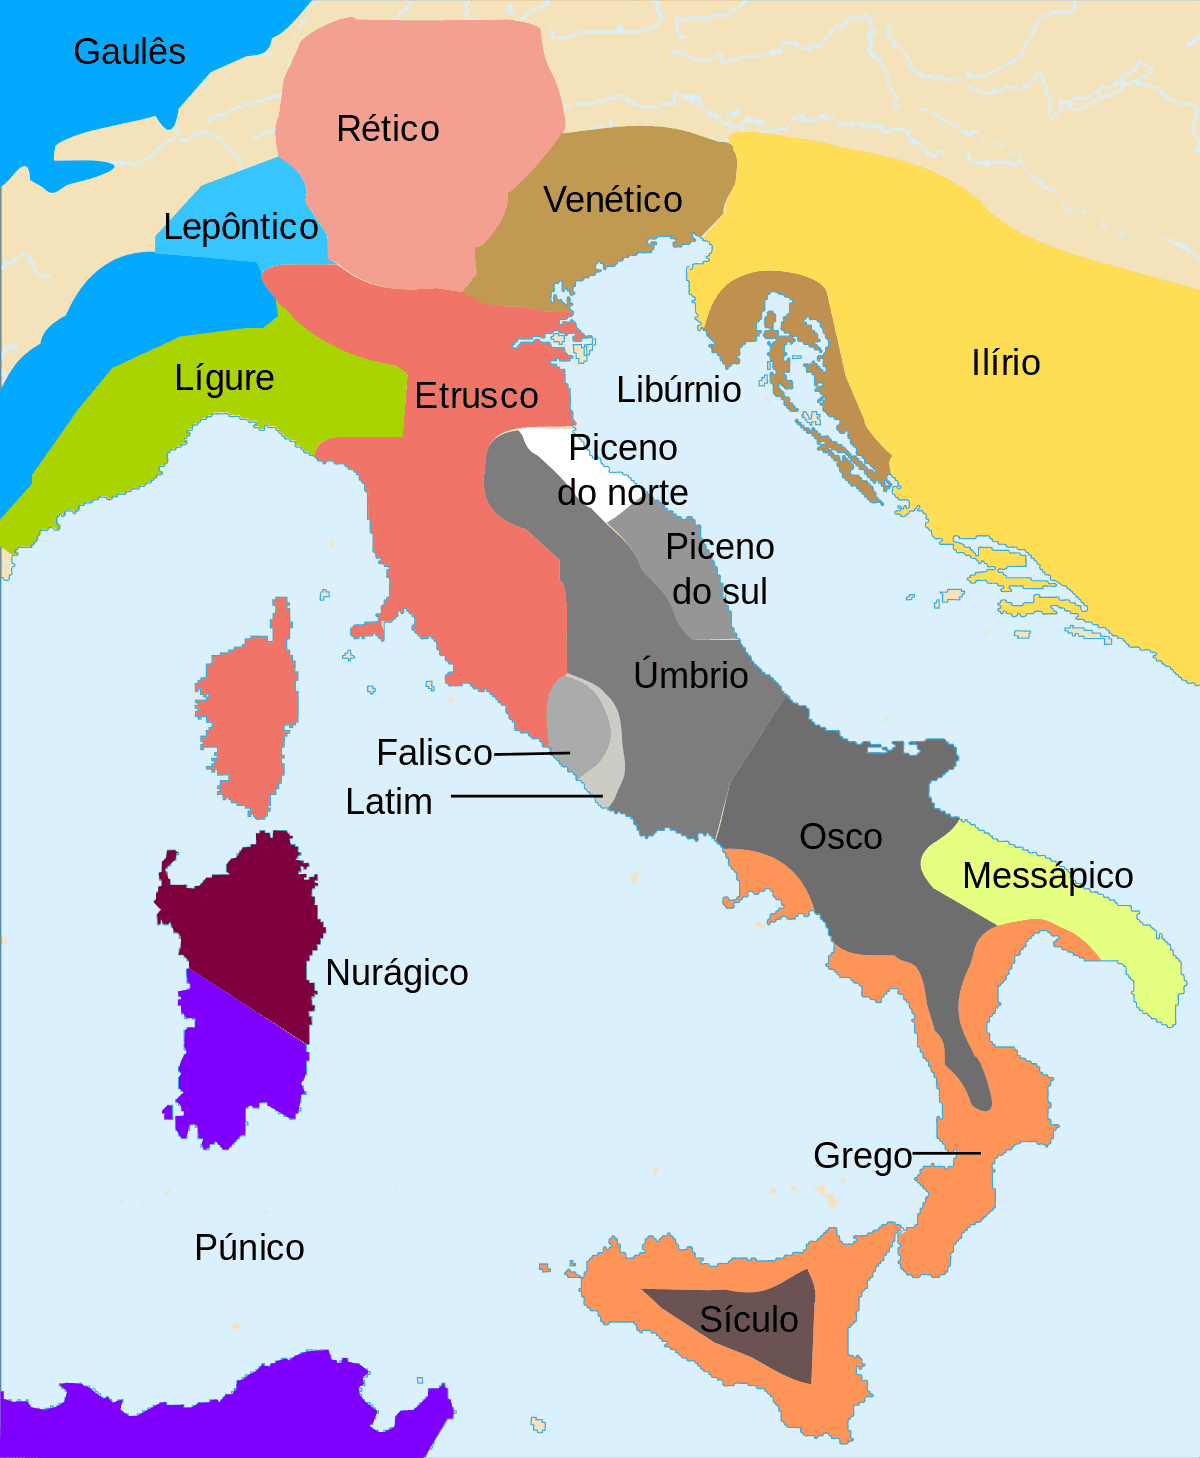 Gaulês
Rético
Venético
Lepôntico
Ilírio
Lígure
Etrusco
Libúrnio
Piceno
do norte
Piceno
do sul
Úmbrio
Falisco
Latim
Osco
Messápico
Nurágico
Grego
Púnico
Sículo